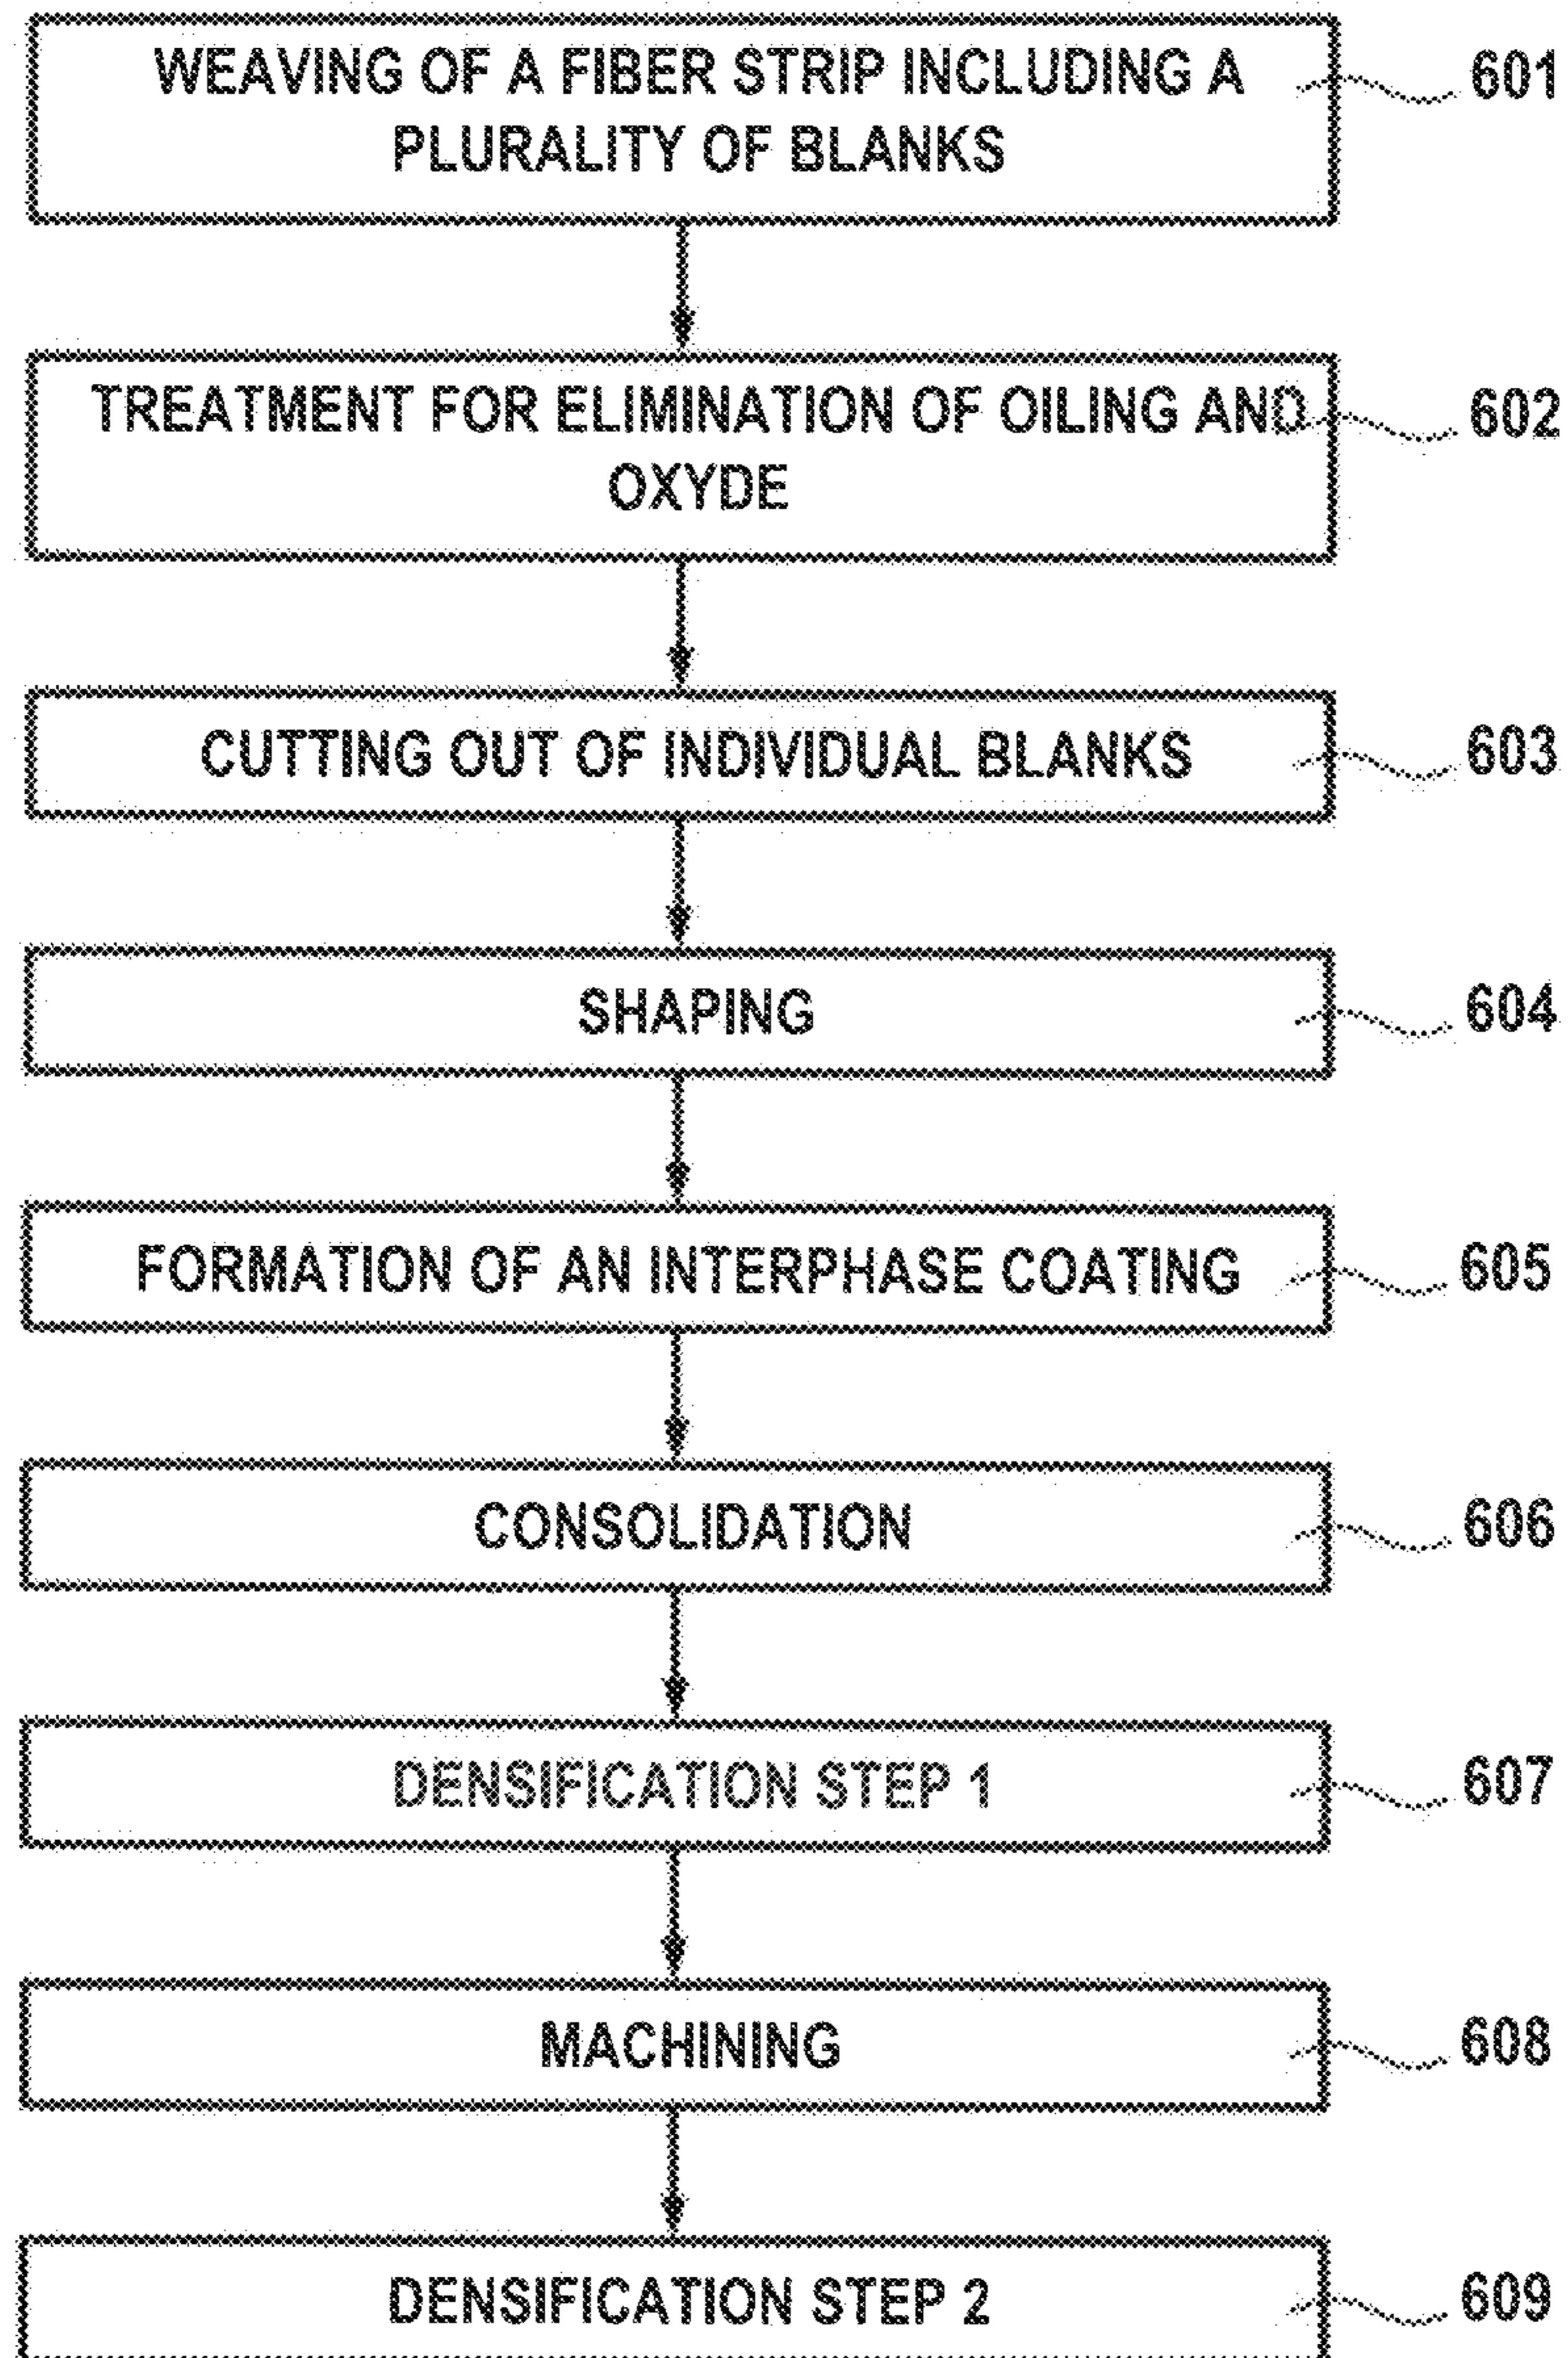 WEAVING OF A FIBER STRIP INCLUDING A 601
PLURALITY OF BLANKS
TREATMENT FOR ELIMINATION OF OILING AND 602
OXYDE
CUTTING OUT OF INDIVIDUAL BLANKS 603
SHAPING 604
FORMATION OF AN INTERPHASE COATING 605
CONSOLIDATION 606
DENSIFICATION STEP 1 607
MACHINING 608
DENSIFICATION STEP 2 609